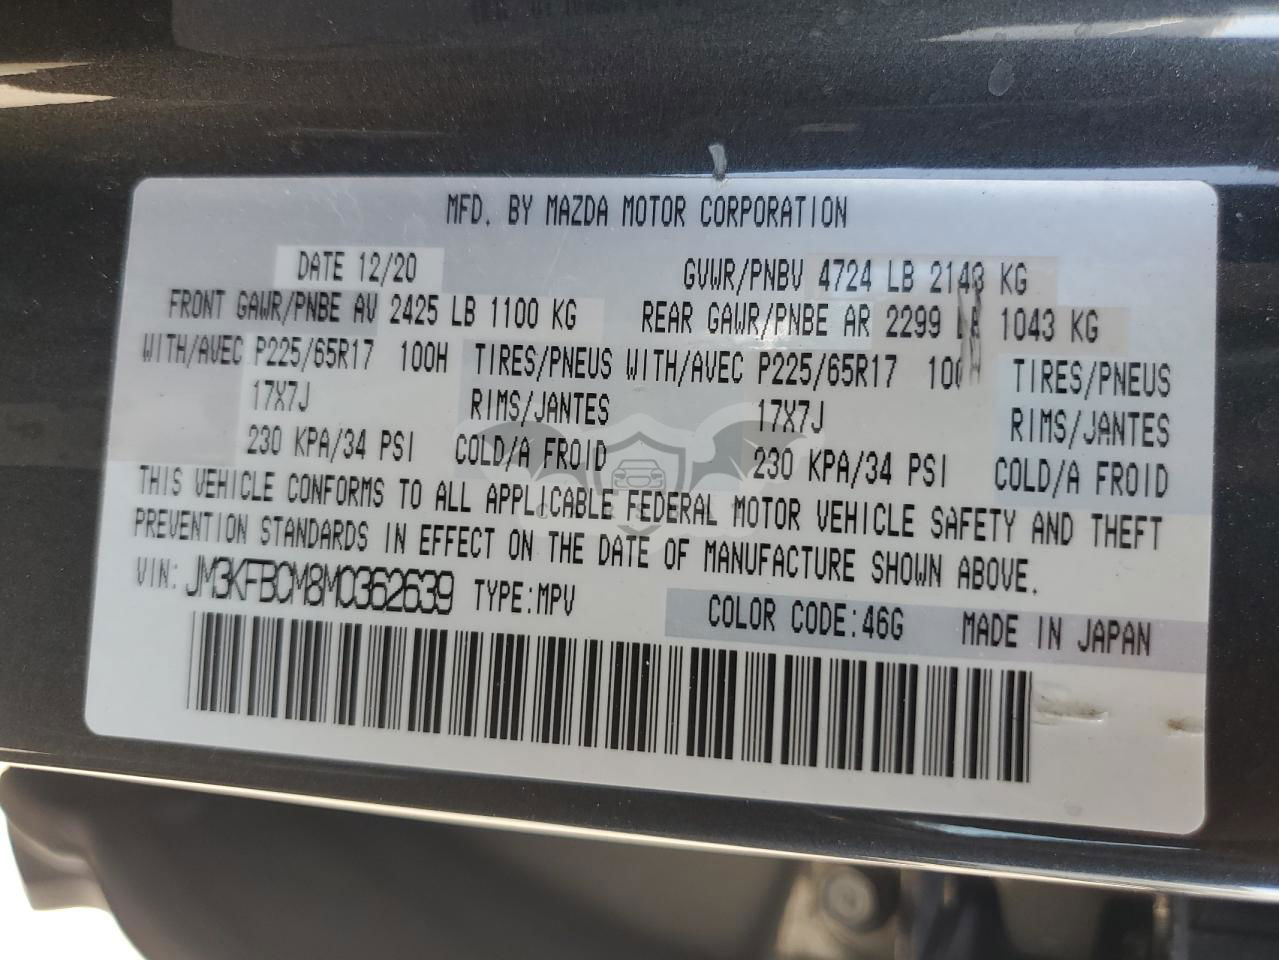 MFD. BY MAZDA MOTOR CORPORATION
DATE 12/20 GVWR/PNBV 4724 LB 2143 KG
FRONT GAWR/PNBE AV 2425 LB 1100 KG REAR GAWR/PNBE AR 2299 1043 KG
WITH/AVEC P225/65R17 100H TIRES/PNEUS WITH/AVEC P225/65R17 TIRES/PNEUS
17X7J RIMS/JANTES 17X7J RIMS/JANTES
230 KPA/34 PSI COLD/A FROID 230 KPA/34 PSI COLD/A FROID
THIS VEHICLE CONFORMS TO ALL APPLICABLE FEDERAL MOTOR VEHICLE SAFETY AND THEFT
PREVENTION STANDARDS IN EFFECT ON THE DATE OF MANUFACTURE SHOWN ABOVE.
VIN: JM3KFBCM8M0362639 TYPE:MPV COLOR CODE:46G MADE IN JAPAN